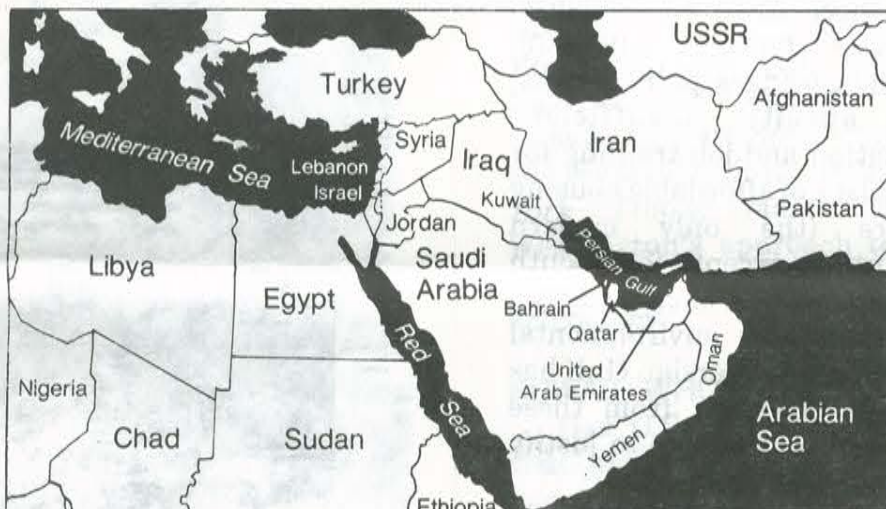 USSR
Turkey
Afghanistan
Mediterranean Sea
Syria
Iran
Lebanon
Iraq
Israel
Kuwait
Pakistan
Jordan
Persian Gulf
Libya
Saudi
Arabia
Egypt
Bahrain
Qatar
Red Sea
United
Arab Emirates
Oman
Nigeria
Arabian
Sea
Chad
Sudan
Yemen
Ethiopia